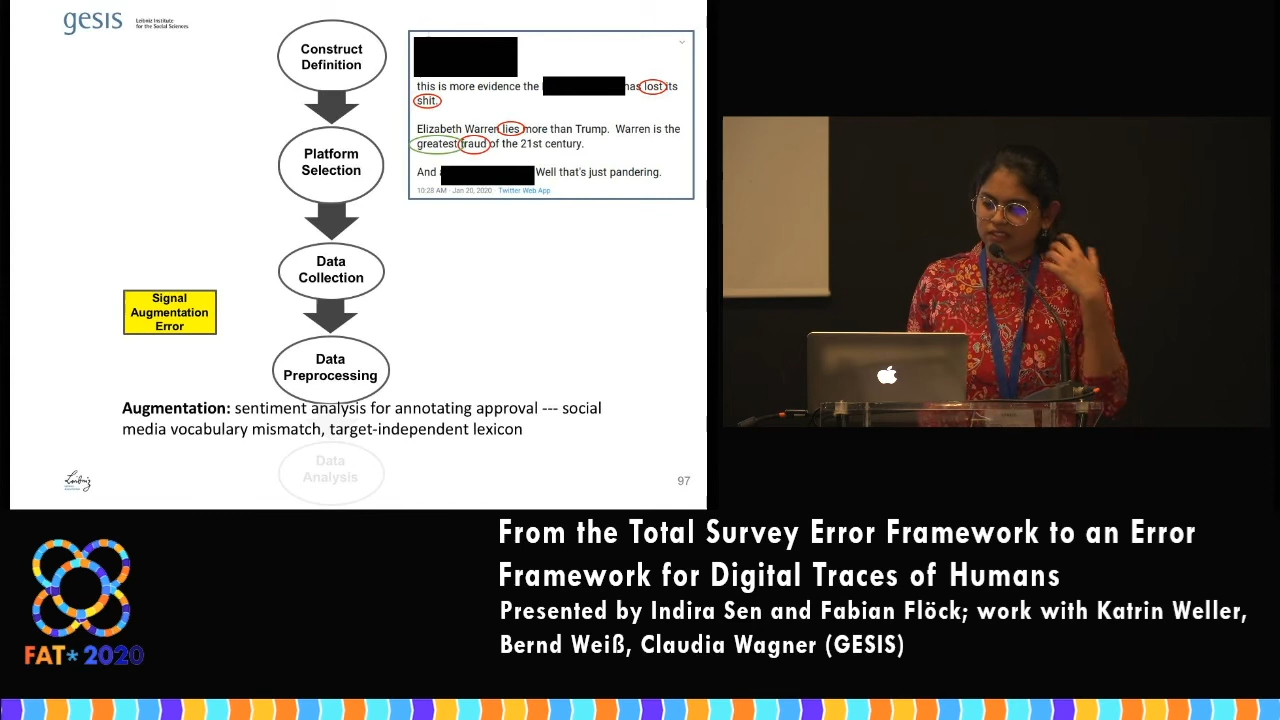 gesis
Leibniz Institute
for the Social Sciences
Construct
Definition
Platform
Selection
Data
Collection
Signal
Augmentation
Error
Data
Preprocessing
this is more evidence the has lost its
shit.
Elizabeth Warren lies more than Trump. Warren is the
greatest fraud of the 21st century.
And Well that's just pandering.
10:28 AM · Jan 20, 2020 · Twitter Web App
Augmentation: sentiment analysis for annotating approval --- social
media vocabulary mismatch, target-independent lexicon
Data
Analysis
Leibniz
97
FAT* 2020
From the Total Survey Error Framework to an Error
Framework for Digital Traces of Humans
Presented by Indira Sen and Fabian Flöck; work with Katrin Weller,
Bernd Weiß, Claudia Wagner (GESIS)